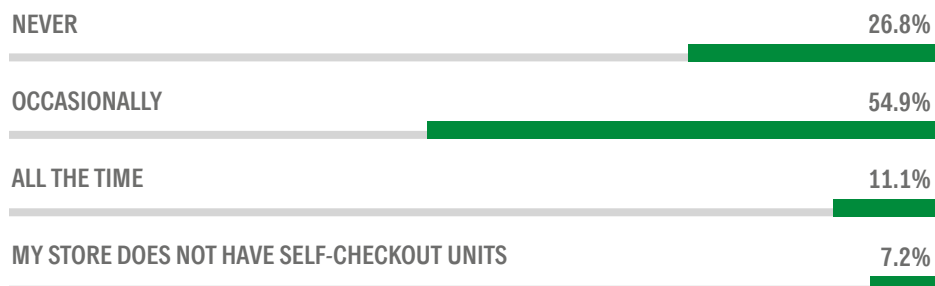 NEVER 26.8%
OCCASIONALLY 54.9%
ALL THE TIME 11.1%
MY STORE DOES NOT HAVE SELF-CHECKOUT UNITS 7.2%